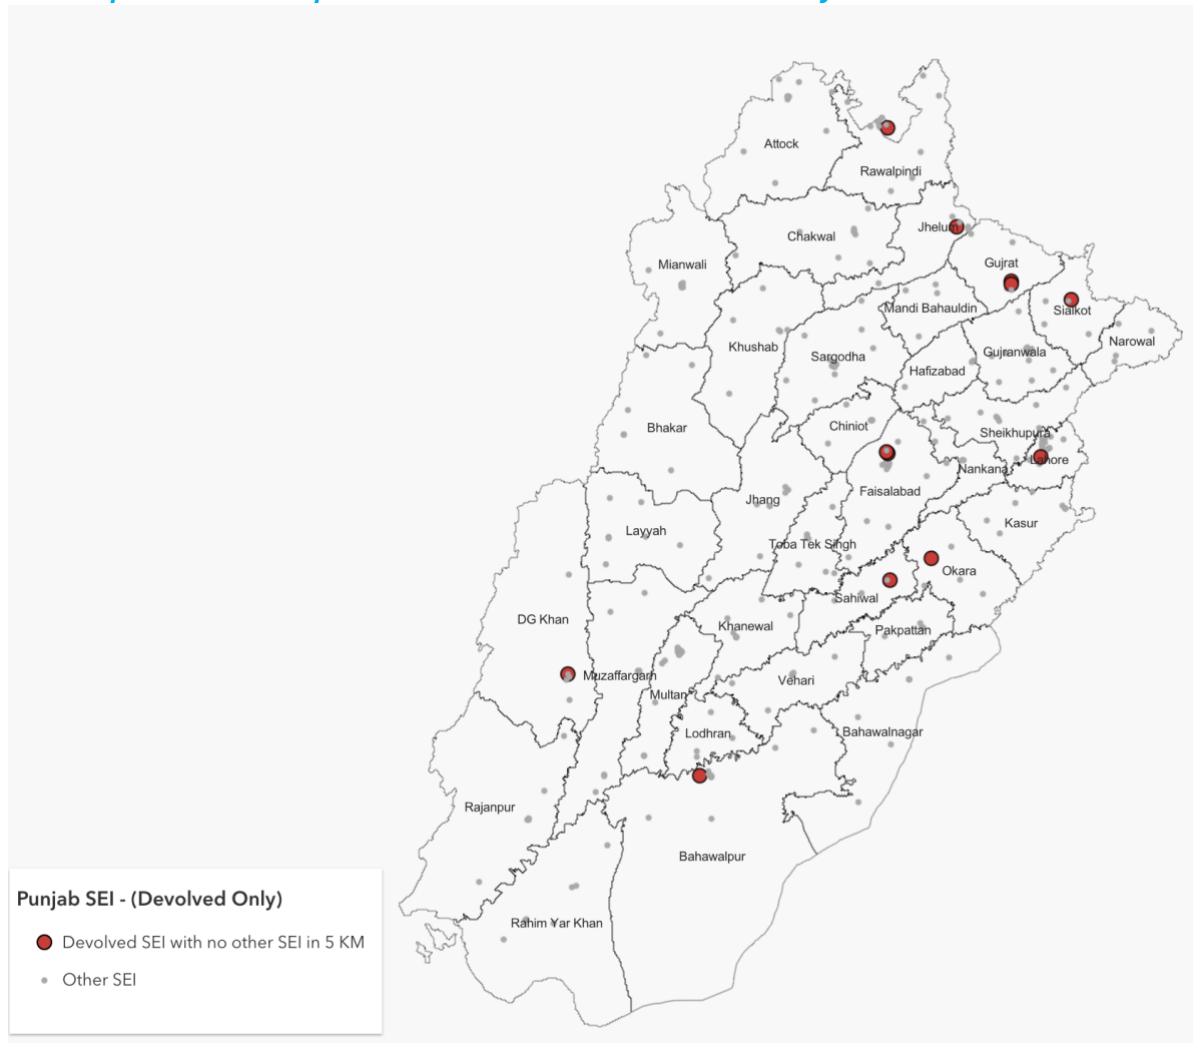 Attock
Rawalpindi
Chakwal
Jhelum
Mianwali
Gujrat
Mandi Bahauldin
Sialkot
Narowal
Khushab
Sargodha
Gujranwala
Hafizabad
Bhakar
Chiniot
Sheikhupura
Lahore
Nankana
Faisalabad
Jhang
Kasur
Layyah
Toba Tek Singh
Okara
Sahiwal
DG Khan
Khanewal
Pakpattan
Muzaffargarh
Vehari
Multan
Lodhran
Bahawalnagar
Rajanpur
Bahawalpur
Rahim Yar Khan
Punjab SEI - (Devolved Only)
Devolved SEI with no other SEI in 5 KM
Other SEI